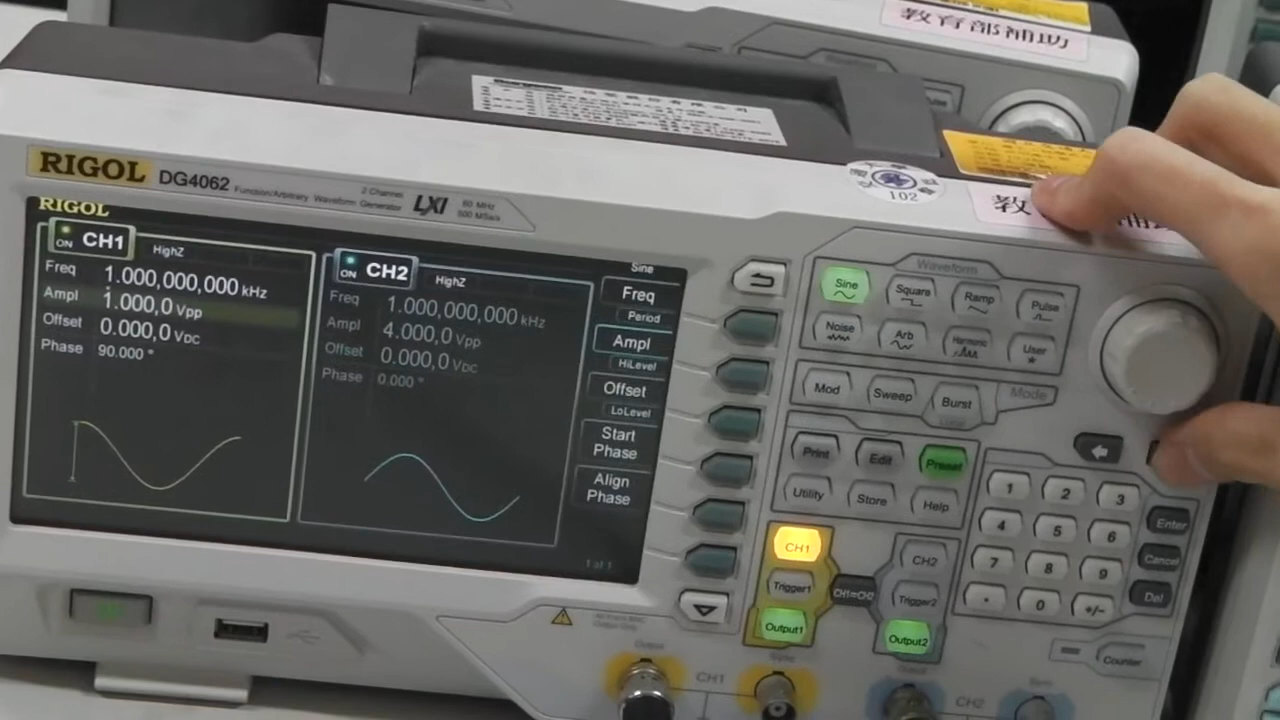 教育部補助
教
補
102
RIGOL DG4062 Function/Arbitrary Waveform Generator
2 Channel
LXI
60 MHz
500 MSa/s
RIGOL
ON CH1 HighZ
Freq 1.000,000,000 kHz
Ampl 1.000,0 Vpp
Offset 0.000,0 VDC
Phase 90.000 °
ON CH2 HighZ
Freq 1.000,000,000 kHz
Ampl 4.000,0 Vpp
Offset 0.000,0 VDC
Phase 0.000 °
Sine
Freq
Period
Ampl
HiLevel
Offset
LoLevel
Start
Phase
Align
Phase
1 of 1
Waveform
Sine Square Ramp Pulse
Noise Arb Harmonic User
Mod Sweep Burst Mode
Print Edit Preset
Utility Store Help
1 2 3
4 5 6 Enter
7 8 9 Cancel
. 0 +/- Del
CH1 CH2
Trigger1 CH1⇌CH2 Trigger2
Output1 Output2
Counter
Output CH1 Sync
CH2 Sync